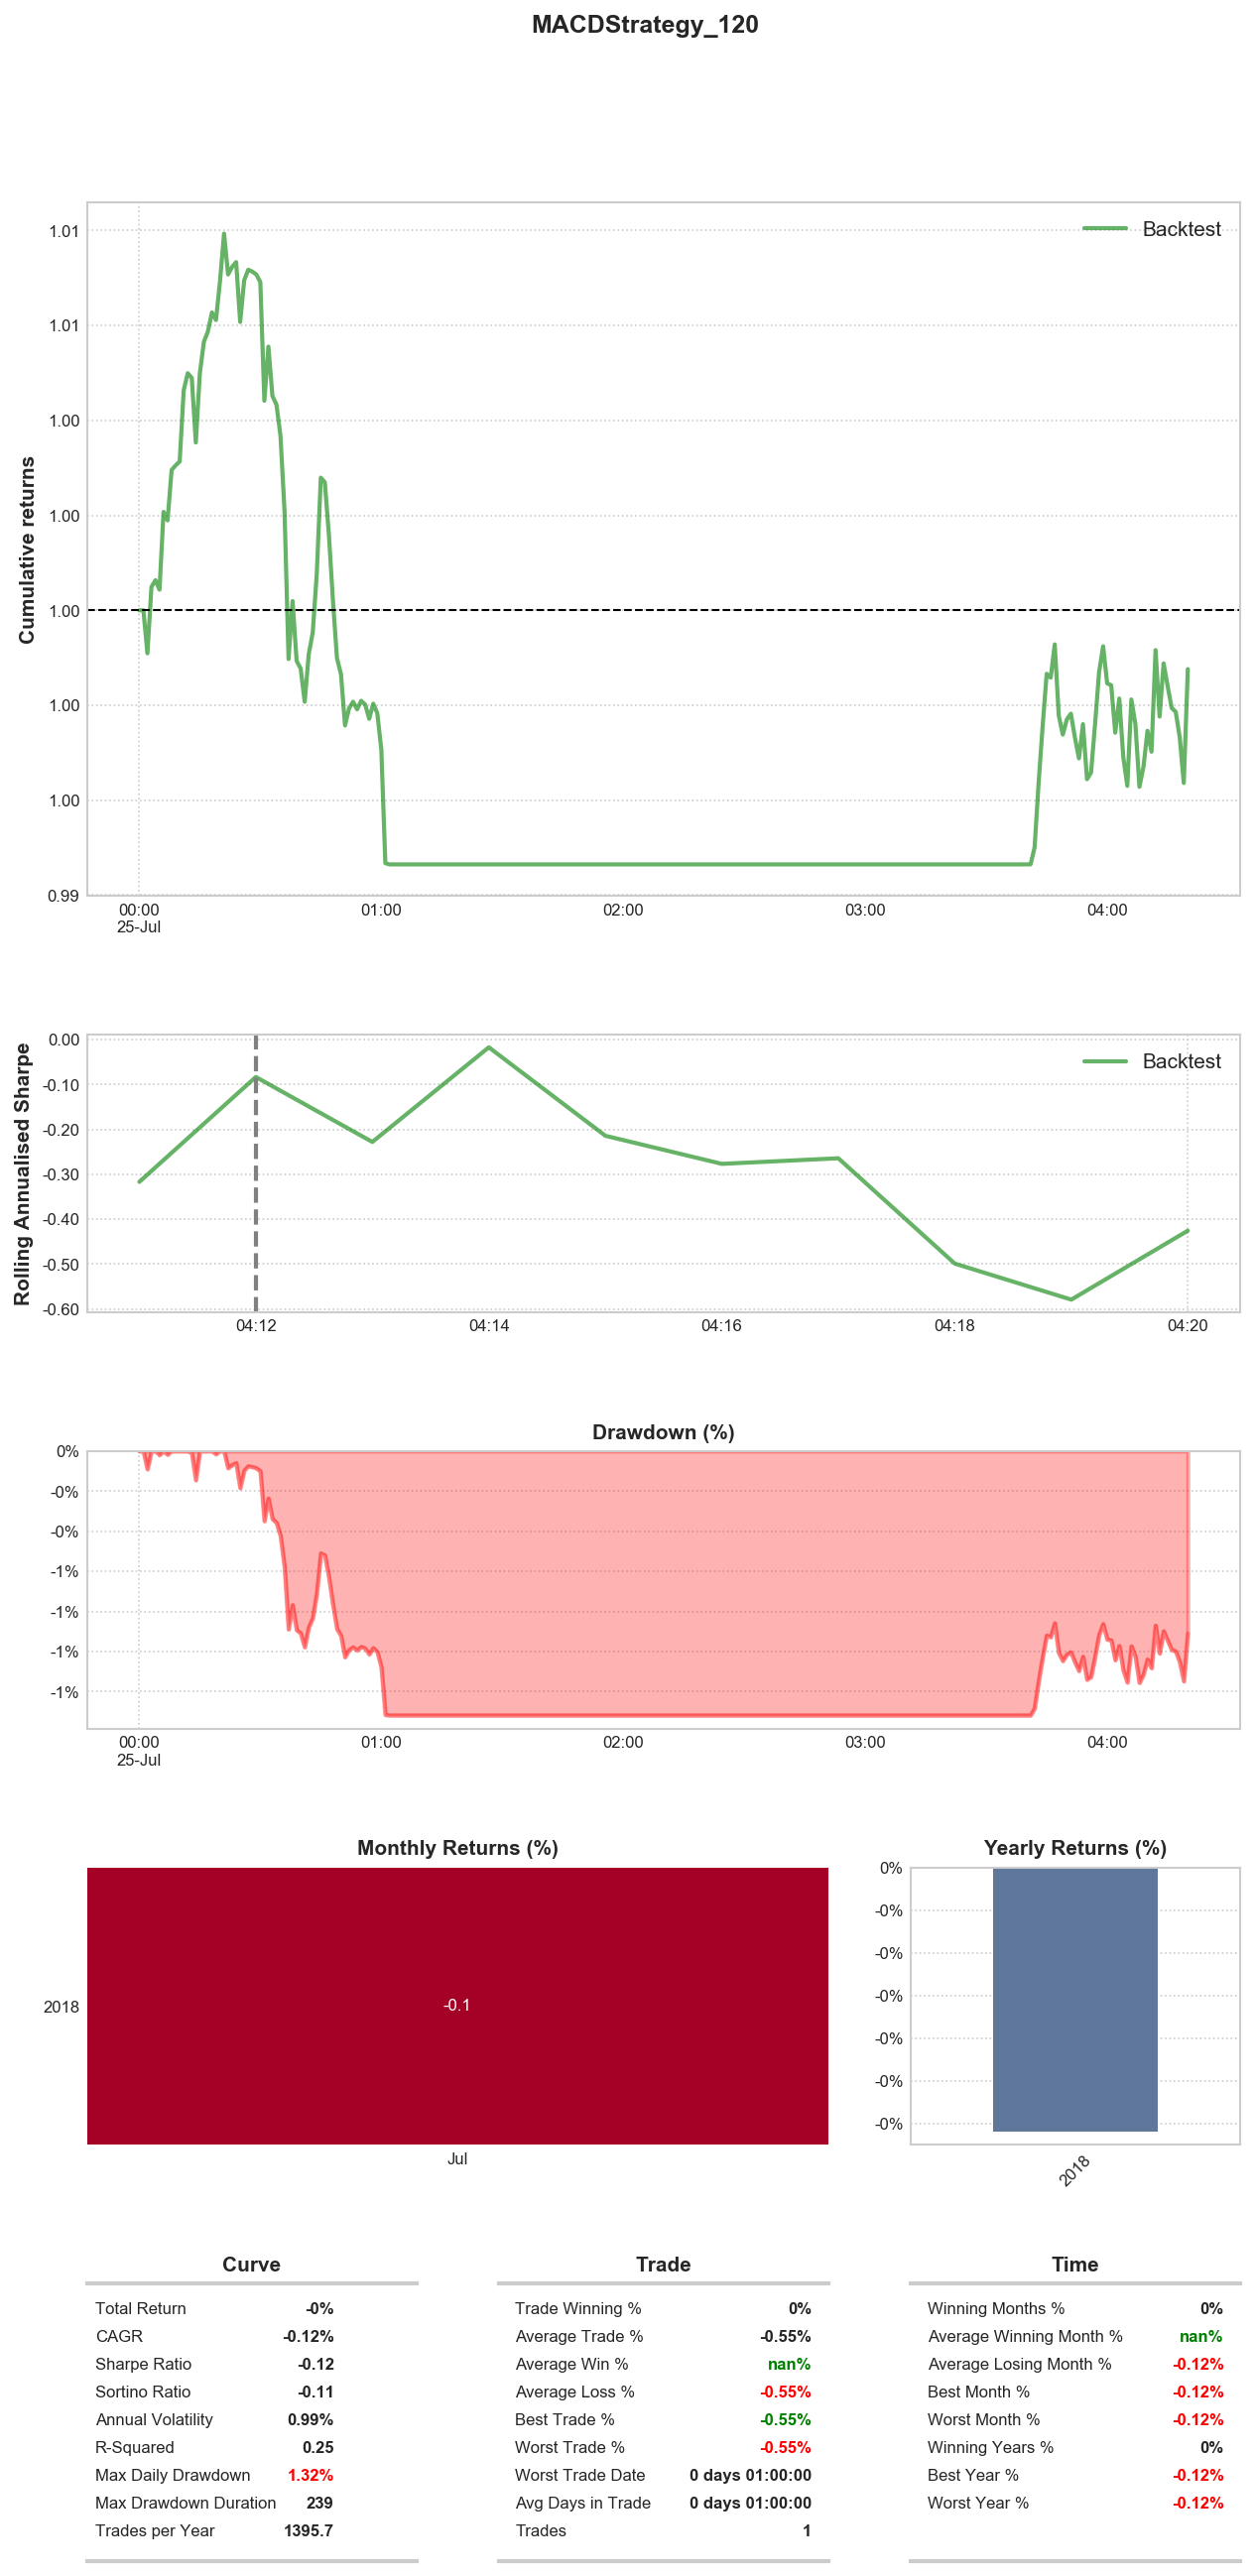 MACDStrategy_120
Cumulative returns
1.01
1.01
1.00
1.00
1.00
1.00
1.00
0.99
Backtest
00:00 01:00 02:00 03:00 04:00
25-Jul
Rolling Annualised Sharpe
0.00
-0.10
-0.20
-0.30
-0.40
-0.50
-0.60
Backtest
04:12 04:14 04:16 04:18 04:20
Drawdown (%)
0%
-0%
-0%
-1%
-1%
-1%
-1%
00:00 01:00 02:00 03:00 04:00
25-Jul
Monthly Returns (%)
2018
-0.1
Jul
Yearly Returns (%)
0%
-0%
-0%
-0%
-0%
-0%
-0%
2018
Curve
Total Return -0%
CAGR -0.12%
Sharpe Ratio -0.12
Sortino Ratio -0.11
Annual Volatility 0.99%
R-Squared 0.25
Max Daily Drawdown 1.32%
Max Drawdown Duration 239
Trades per Year 1395.7
Trade
Trade Winning % 0%
Average Trade % -0.55%
Average Win % nan%
Average Loss % -0.55%
Best Trade % -0.55%
Worst Trade % -0.55%
Worst Trade Date 0 days 01:00:00
Avg Days in Trade 0 days 01:00:00
Trades 1
Time
Winning Months % 0%
Average Winning Month % nan%
Average Losing Month % -0.12%
Best Month % -0.12%
Worst Month % -0.12%
Winning Years % 0%
Best Year % -0.12%
Worst Year % -0.12%